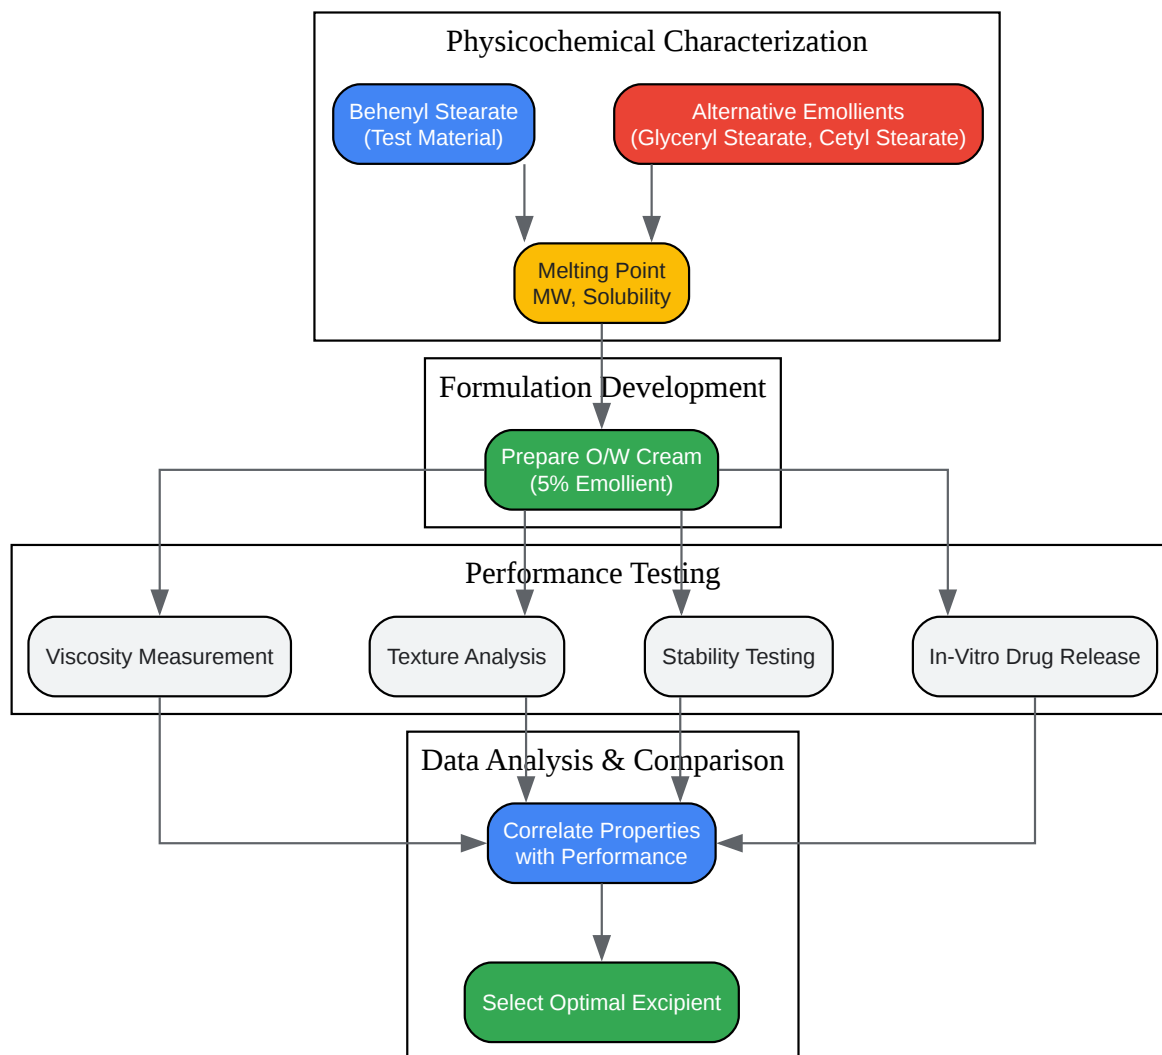 Physicochemical Characterization
Behenyl Stearate
(Test Material)
Alternative Emollients
(Glyceryl Stearate, Cetyl Stearate)
Melting Point
MW, Solubility
Formulation Development
Prepare O/W Cream
(5% Emollient)
Performance Testing
Viscosity Measurement
Texture Analysis
Stability Testing
In-Vitro Drug Release
Data Analysis & Comparison
Correlate Properties
with Performance
Select Optimal Excipient